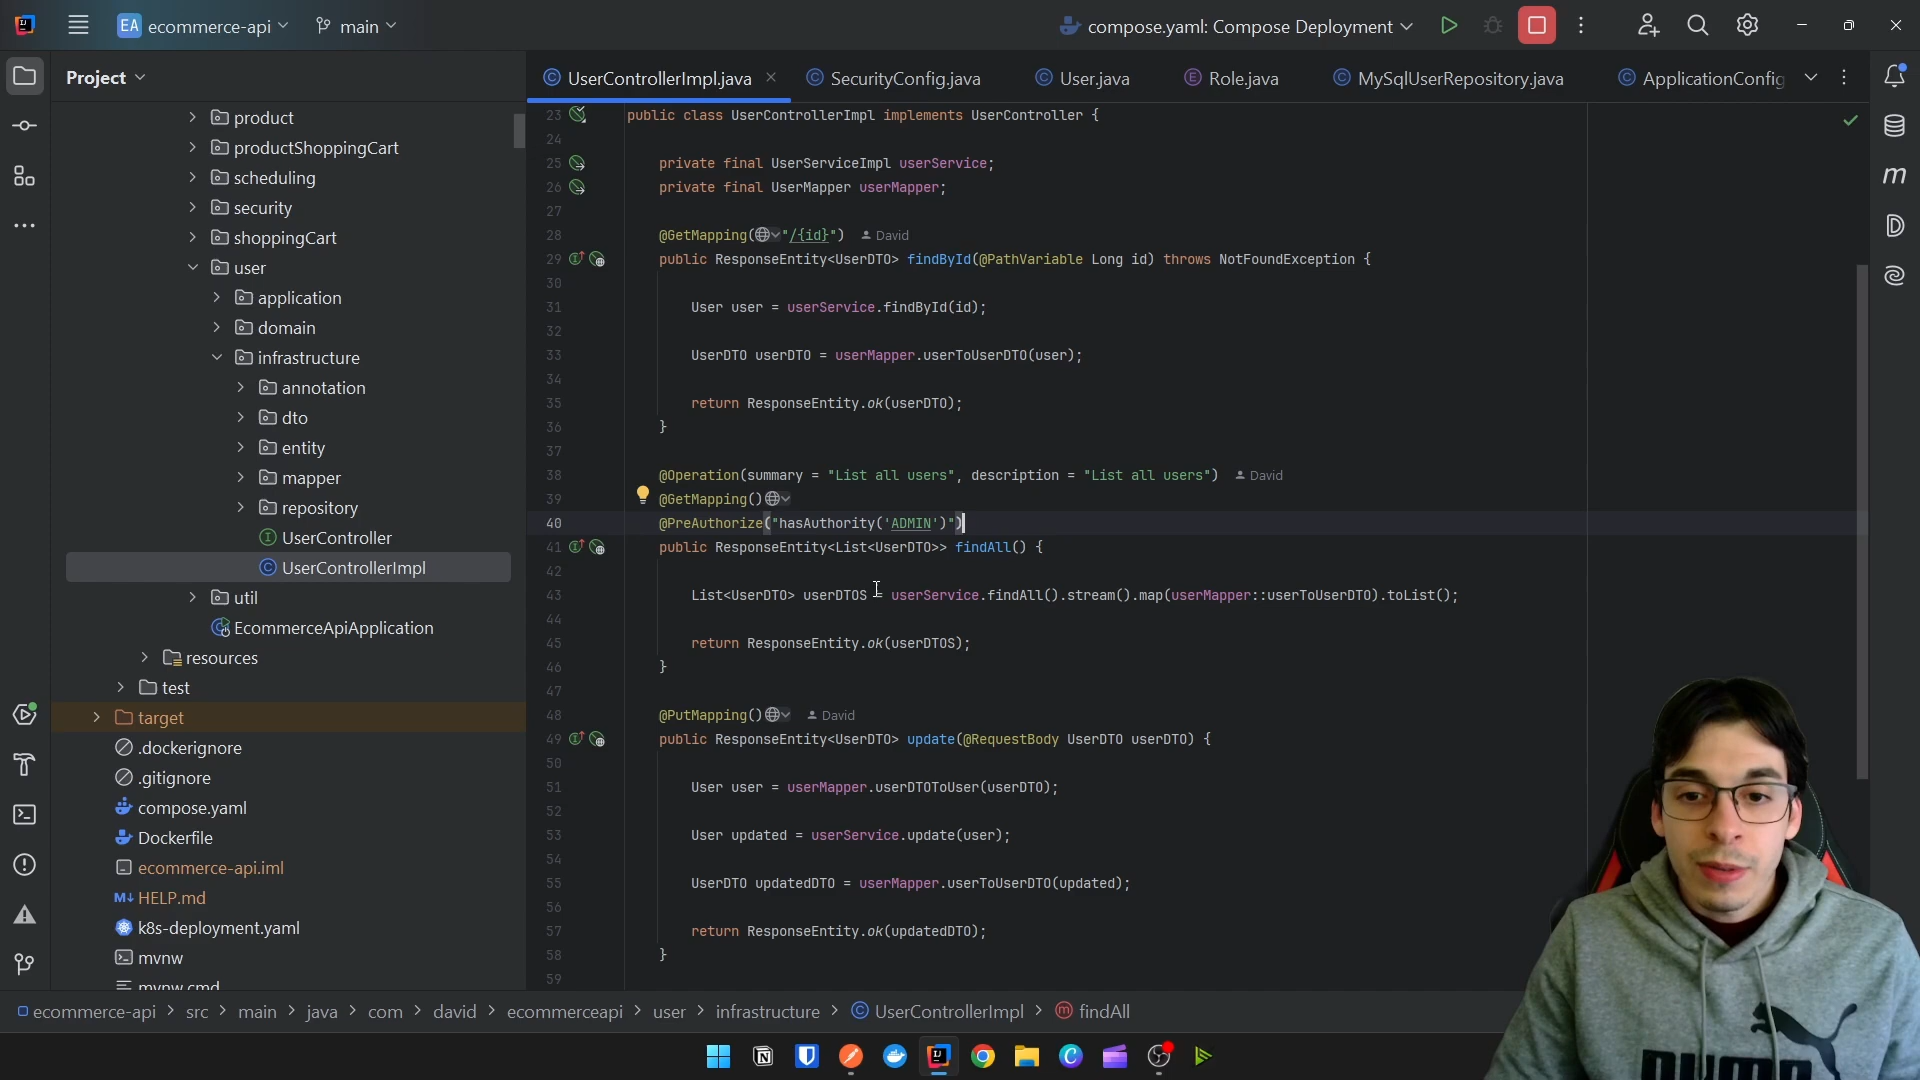 EA ecommerce-api main compose.yaml: Compose Deployment
Project
UserControllerImpl.java SecurityConfig.java User.java Role.java MySqlUserRepository.java ApplicationConfig
product
productShoppingCart
scheduling
security
shoppingCart
user
application
domain
infrastructure
annotation
dto
entity
mapper
repository
UserController
UserControllerImpl
util
EcommerceApiApplication
resources
test
target
.dockerignore
.gitignore
compose.yaml
Dockerfile
ecommerce-api.iml
HELP.md
k8s-deployment.yaml
mvnw
mvnw.cmd
23 public class UserControllerImpl implements UserController {
24
25 private final UserServiceImpl userService;
26 private final UserMapper userMapper;
27
28 @GetMapping("/{id}") David
29 public ResponseEntity<UserDTO> findById(@PathVariable Long id) throws NotFoundException {
30
31 User user = userService.findById(id);
32
33 UserDTO userDTO = userMapper.userToUserDTO(user);
34
35 return ResponseEntity.ok(userDTO);
36 }
37
38 @Operation(summary = "List all users", description = "List all users") David
39 @GetMapping()
40 @PreAuthorize("hasAuthority('ADMIN')")
41 public ResponseEntity<List<UserDTO>> findAll() {
42
43 List<UserDTO> userDTOS = userService.findAll().stream().map(userMapper::userToUserDTO).toList();
44
45 return ResponseEntity.ok(userDTOS);
46 }
47
48 @PutMapping() David
49 public ResponseEntity<UserDTO> update(@RequestBody UserDTO userDTO) {
50
51 User user = userMapper.userDTOToUser(userDTO);
52
53 User updated = userService.update(user);
54
55 UserDTO updatedDTO = userMapper.userToUserDTO(updated);
56
57 return ResponseEntity.ok(updatedDTO);
58 }
59
ecommerce-api > src > main > java > com > david > ecommerceapi > user > infrastructure > UserControllerImpl > findAll
PUMA